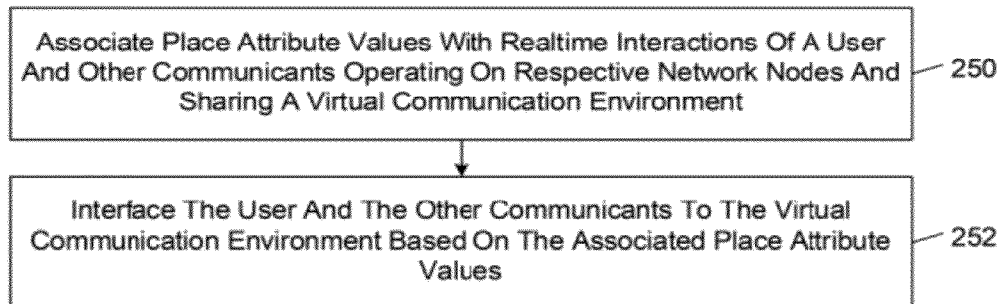 Associate Place Attribute Values With Realtime Interactions Of A User
And Other Communicants Operating On Respective Network Nodes And
Sharing A Virtual Communication Environment
250
Interface The User And The Other Communicants To The Virtual
Communication Environment Based On The Associated Place Attribute
Values
252